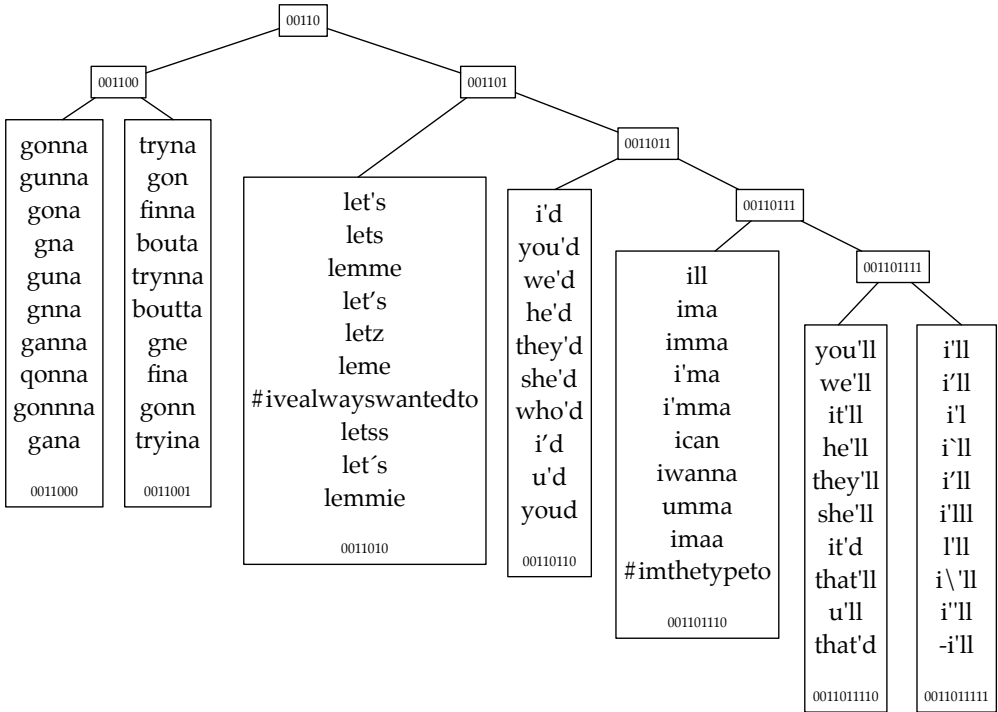 00110
001100
001101
0011011
00110111
001101111
gonna
gunna
gona
gna
guna
gnna
ganna
qonna
gonnna
gana
0011000
tryna
gon
finna
bouta
trynna
boutta
gne
fina
gonn
tryina
0011001
let's
lets
lemme
let’s
letz
leme
#ivealwayswantedto
letss
let´s
lemmie
0011010
i'd
you'd
we'd
he'd
they'd
she'd
who'd
i’d
u'd
youd
00110110
ill
ima
imma
i'ma
i'mma
ican
iwanna
umma
imaa
#imthetypeto
001101110
you'll
we'll
it'll
he'll
they'll
she'll
it'd
that'll
u'll
that'd
0011011110
i'll
i’ll
i'l
i`ll
i’ll
i'lll
l'll
i\'ll
i''ll
-i'll
0011011111